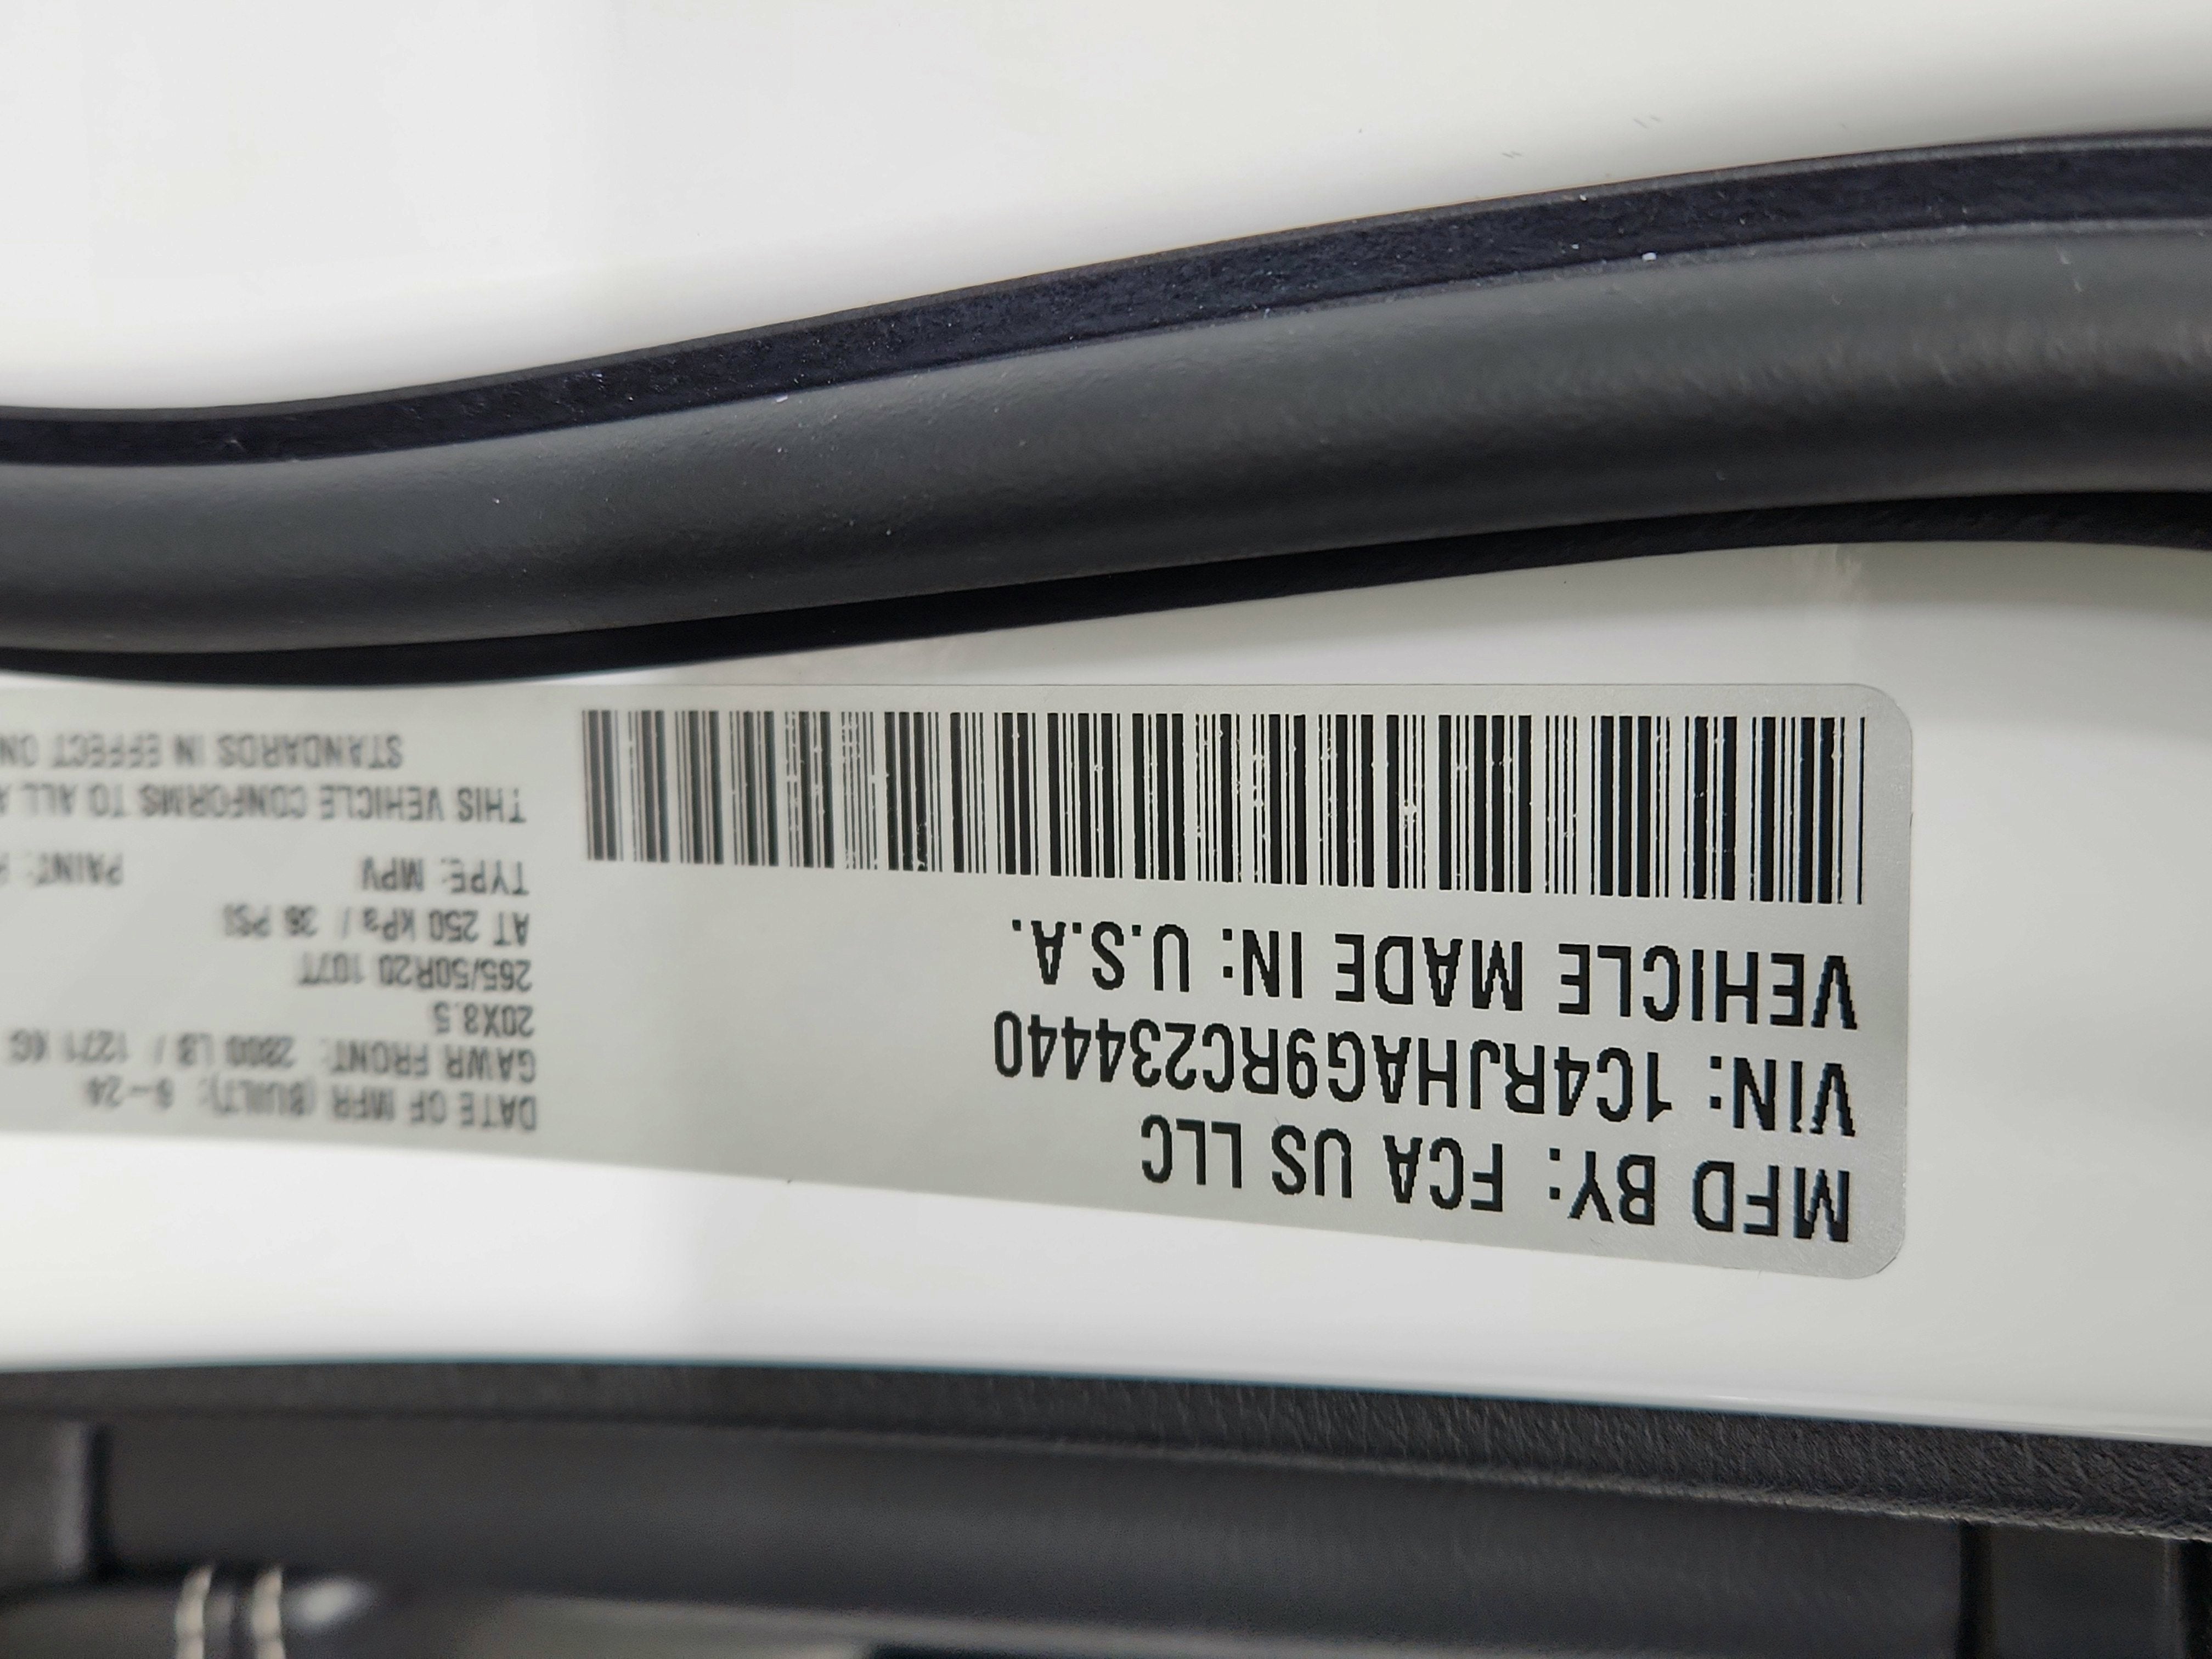 MFD BY: FCA US LLC
VIN: 1C4RJHAG9RC234440
VEHICLE MADE IN: U.S.A.
DATE OF MFR (BUILT): 6-24
GAWR FRONT: 2800 LB / 1271 KG
20X8.5
265/50R20 107T
AT 250 kPa / 36 PSI
TYPE: MPV PAINT:
THIS VEHICLE CONFORMS TO ALL
STANDARDS IN EFFECT ON